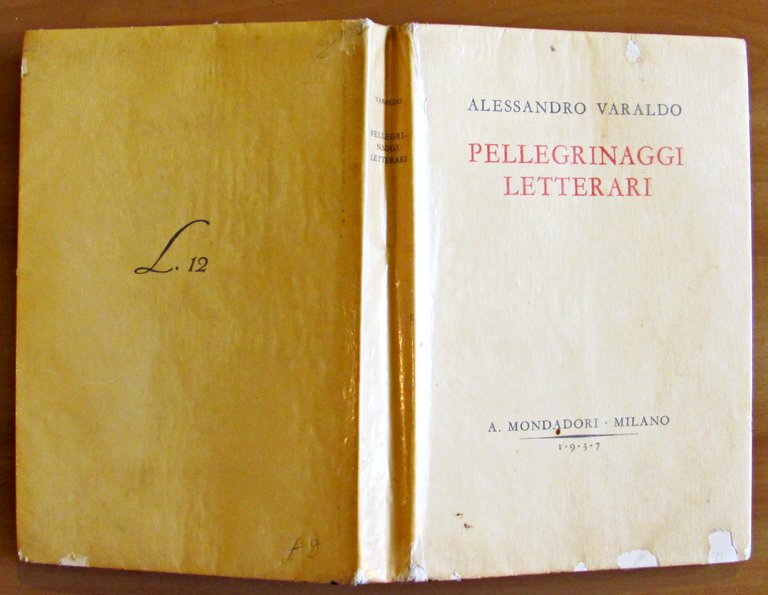 L. 12
VARALDO
PELLEGRI-
NAGGI
LETTERARI
ALESSANDRO VARALDO
PELLEGRINAGGI
LETTERARI
A. MONDADORI · MILANO
1·9·3·7